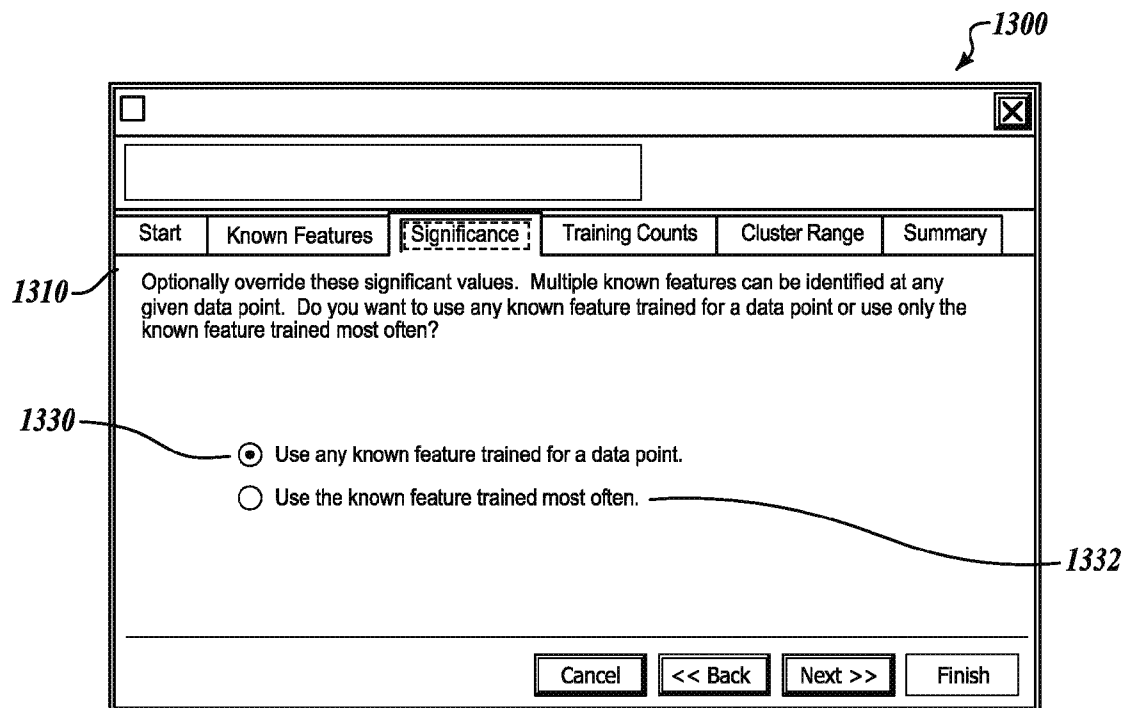 1300
Start Known Features Significance Training Counts Cluster Range Summary
1310
Optionally override these significant values. Multiple known features can be identified at any
given data point. Do you want to use any known feature trained for a data point or use only the
known feature trained most often?
1330
Use any known feature trained for a data point.
Use the known feature trained most often.
1332
Cancel << Back Next >> Finish